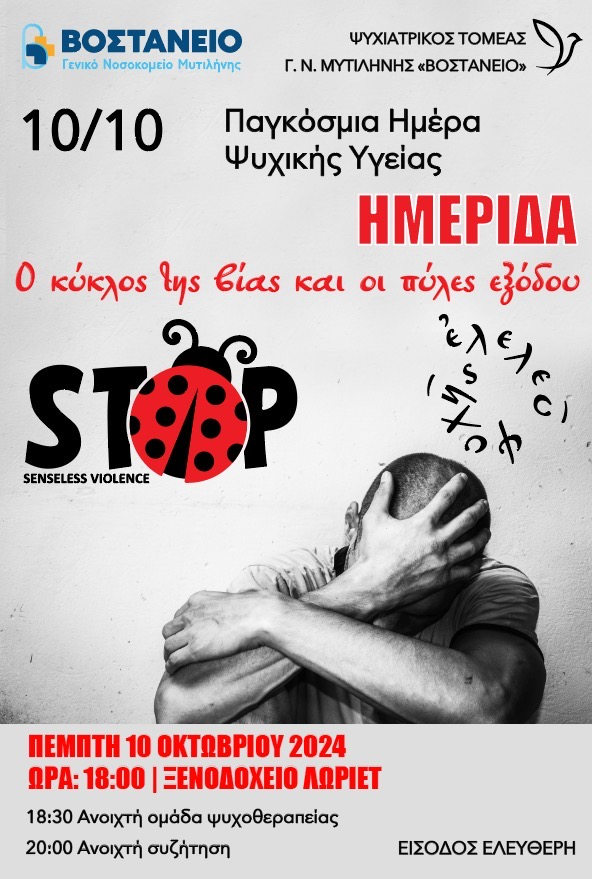 ΒΟΣΤΑΝΕΙΟ
Γενικό Νοσοκομείο Μυτιλήνης
ΨΥΧΙΑΤΡΙΚΟΣ ΤΟΜΕΑΣ
Γ. Ν. ΜΥΤΙΛΗΝΗΣ «ΒΟΣΤΑΝΕΙΟ»
10/10
Παγκόσμια Ημέρα
Ψυχικής Υγείας
ΗΜΕΡΙΔΑ
Ο κύκλος της βίας και οι πύλες εξόδου
STOP
SENSELESS VIOLENCE
ΠΕΜΠΤΗ 10 ΟΚΤΩΒΡΙΟΥ 2024
ΩΡΑ: 18:00 | ΞΕΝΟΔΟΧΕΙΟ ΛΩΡΙΕΤ
18:30 Ανοιχτή ομάδα ψυχοθεραπείας
20:00 Ανοιχτή συζήτηση
ΕΙΣΟΔΟΣ ΕΛΕΥΘΕΡΗ